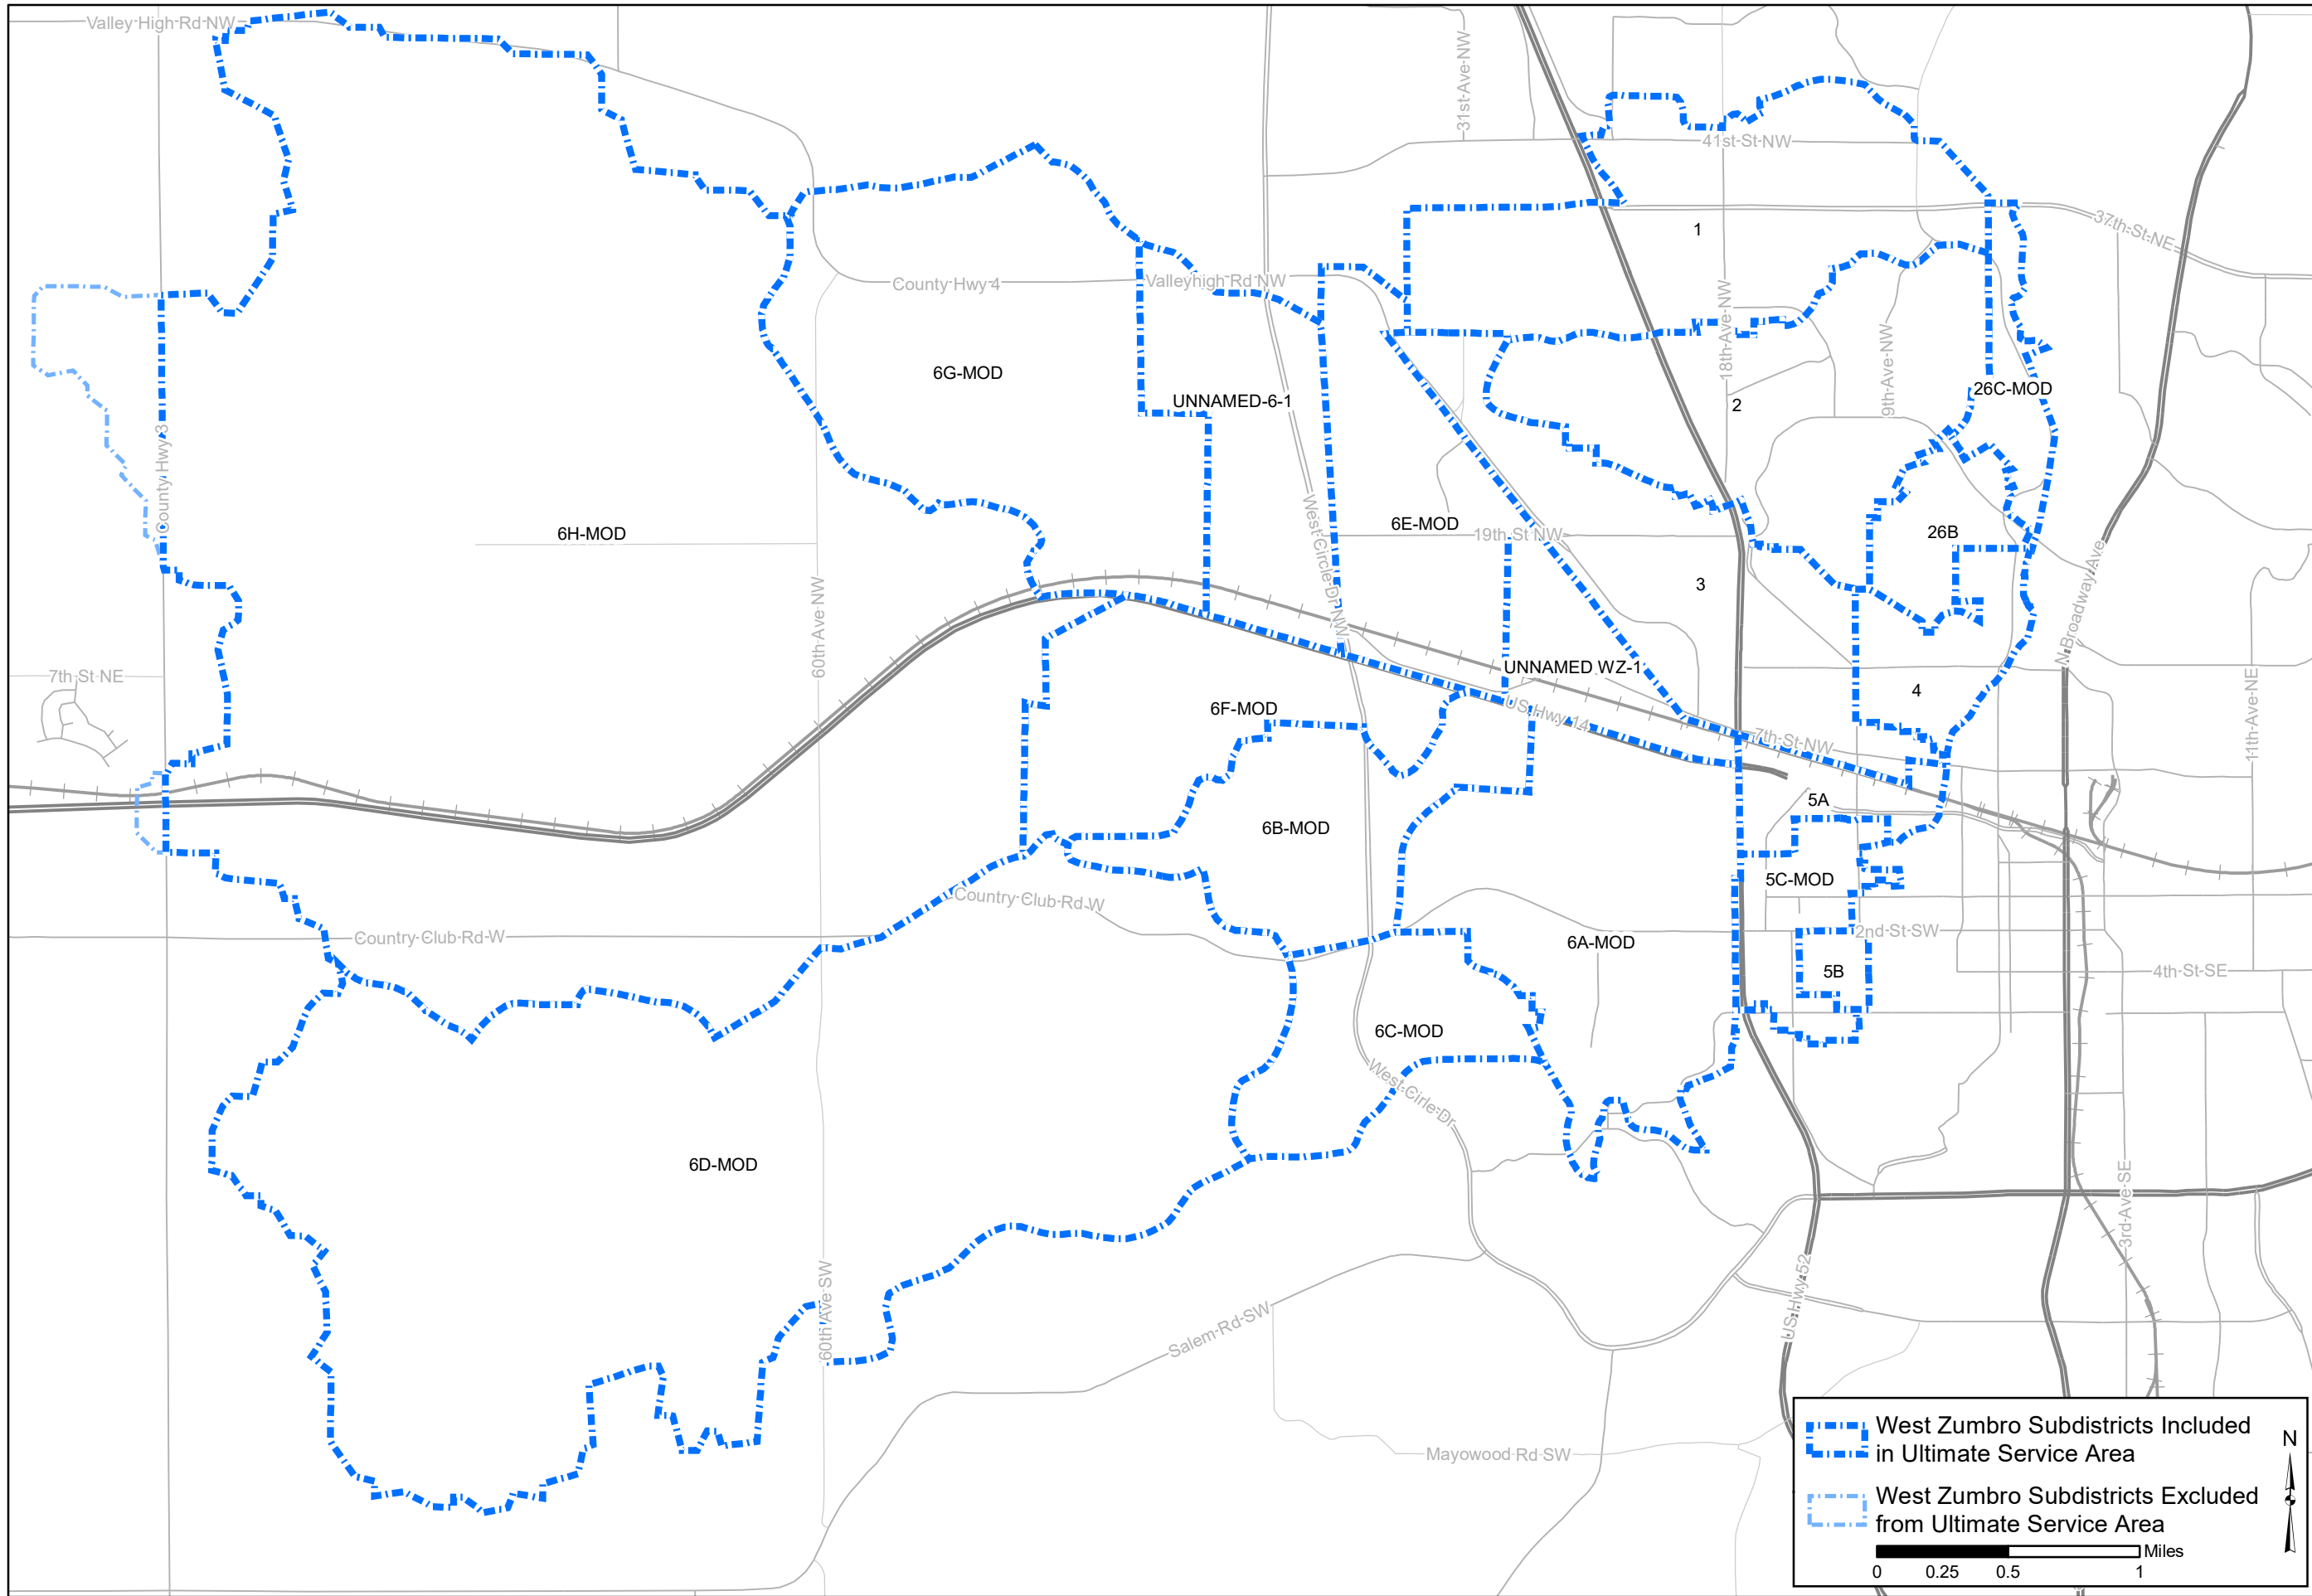 Valley High Rd NW
31st Ave NW
41st St NW
37th St NE
1
County Hwy 4
Valleyhigh Rd NW
18th Ave NW
9th Ave NW
6G-MOD
UNNAMED-6-1
26C-MOD
2
County Hwy 3
West Circle Dr NW
6E-MOD
19th St NW
6H-MOD
26B
3
60th Ave NW
N Broadway Ave
7th St NE
UNNAMED WZ-1
4
6F-MOD
US Hwy 14
7th St NW
11th Ave NE
5A
6B-MOD
5C-MOD
Country Club Rd W
Country Club Rd W
6A-MOD
2nd St SW
5B
4th St SE
6C-MOD
West Cirle Dr
6D-MOD
3rd Ave SE
60th Ave SW
US Hwy 52
Salem Rd SW
Mayowood Rd SW
West Zumbro Subdistricts Included
in Ultimate Service Area
N
West Zumbro Subdistricts Excluded
from Ultimate Service Area
Miles
0 0.25 0.5 1